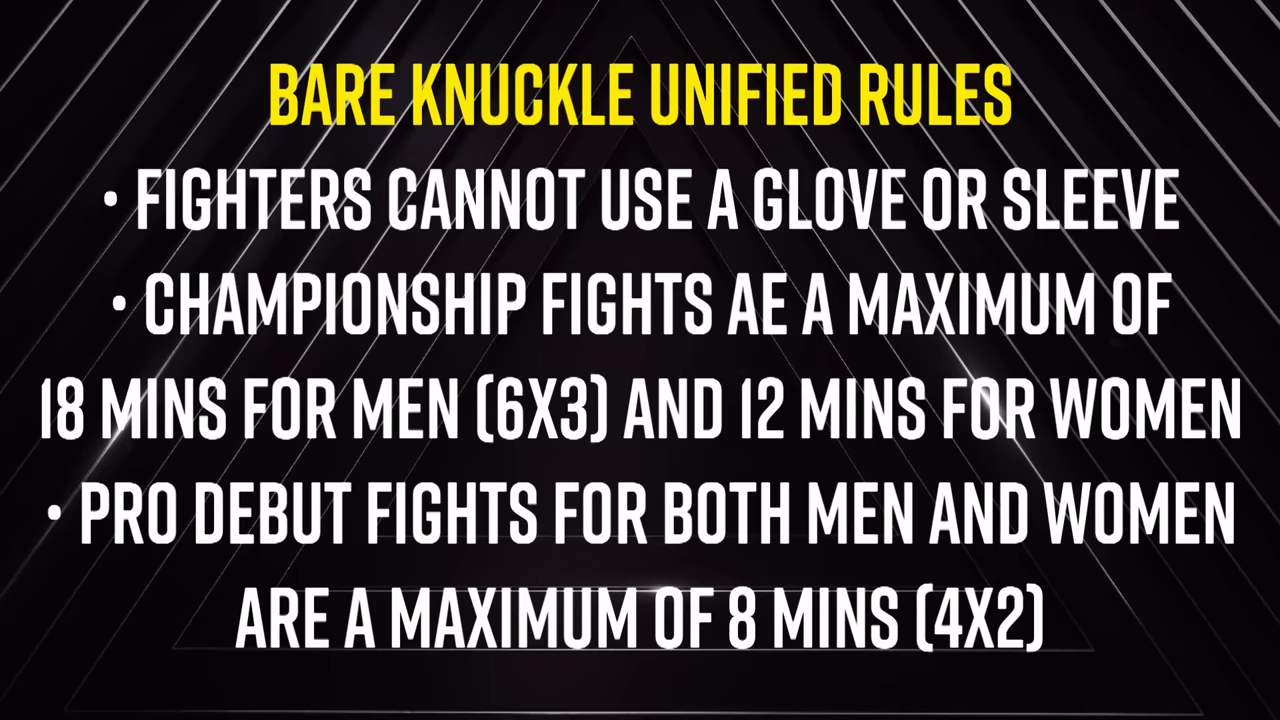 BARE KNUCKLE UNIFIED RULES
• FIGHTERS CANNOT USE A GLOVE OR SLEEVE
• CHAMPIONSHIP FIGHTS AE A MAXIMUM OF
18 MINS FOR MEN (6X3) AND 12 MINS FOR WOMEN
• PRO DEBUT FIGHTS FOR BOTH MEN AND WOMEN
ARE A MAXIMUM OF 8 MINS (4X2)